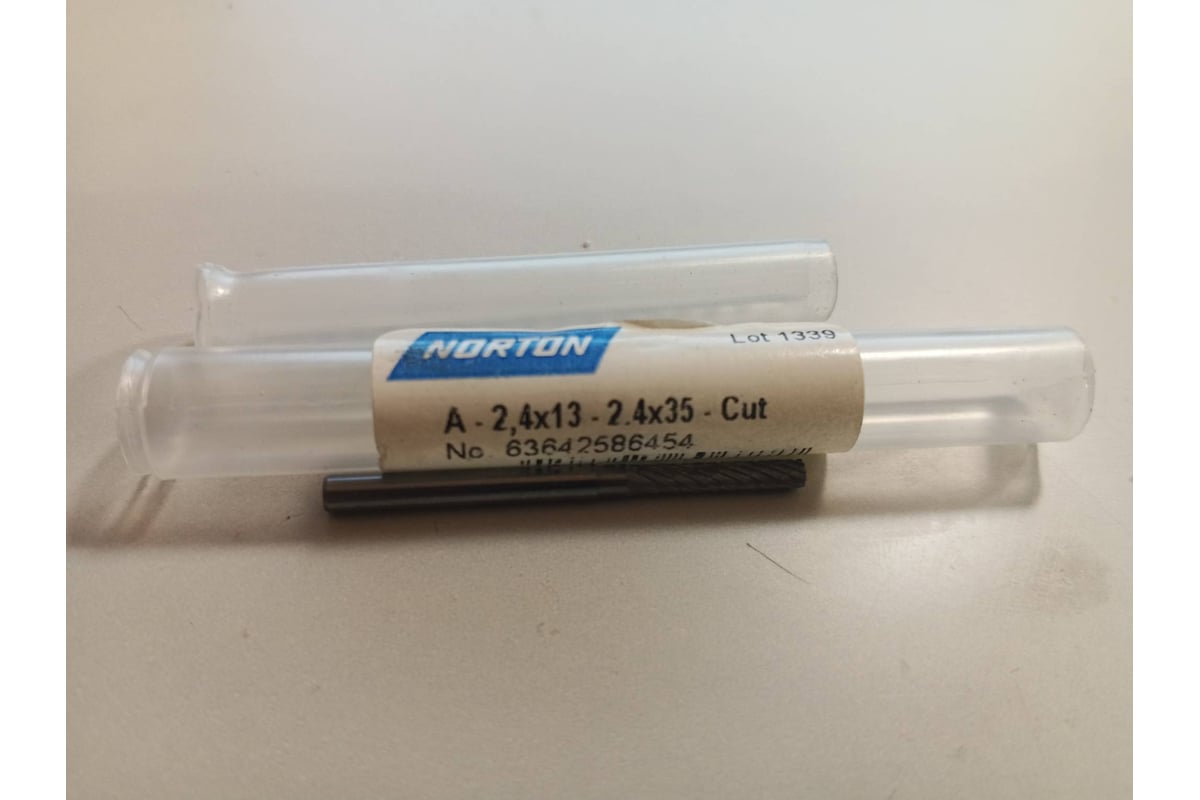 NORTON
Lot 1339
A - 2,4x13 - 2.4x35 - Cut
No. 63642586454